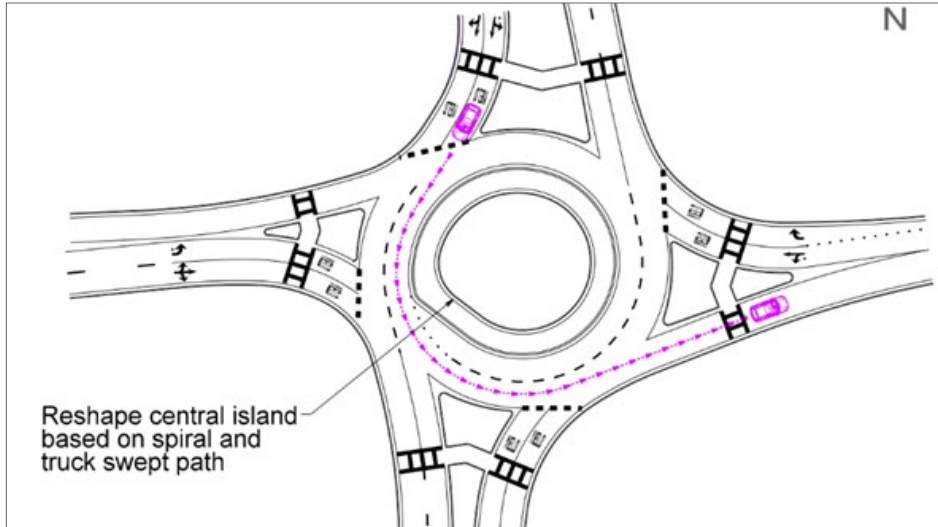 N
Reshape central island
based on spiral and
truck swept path